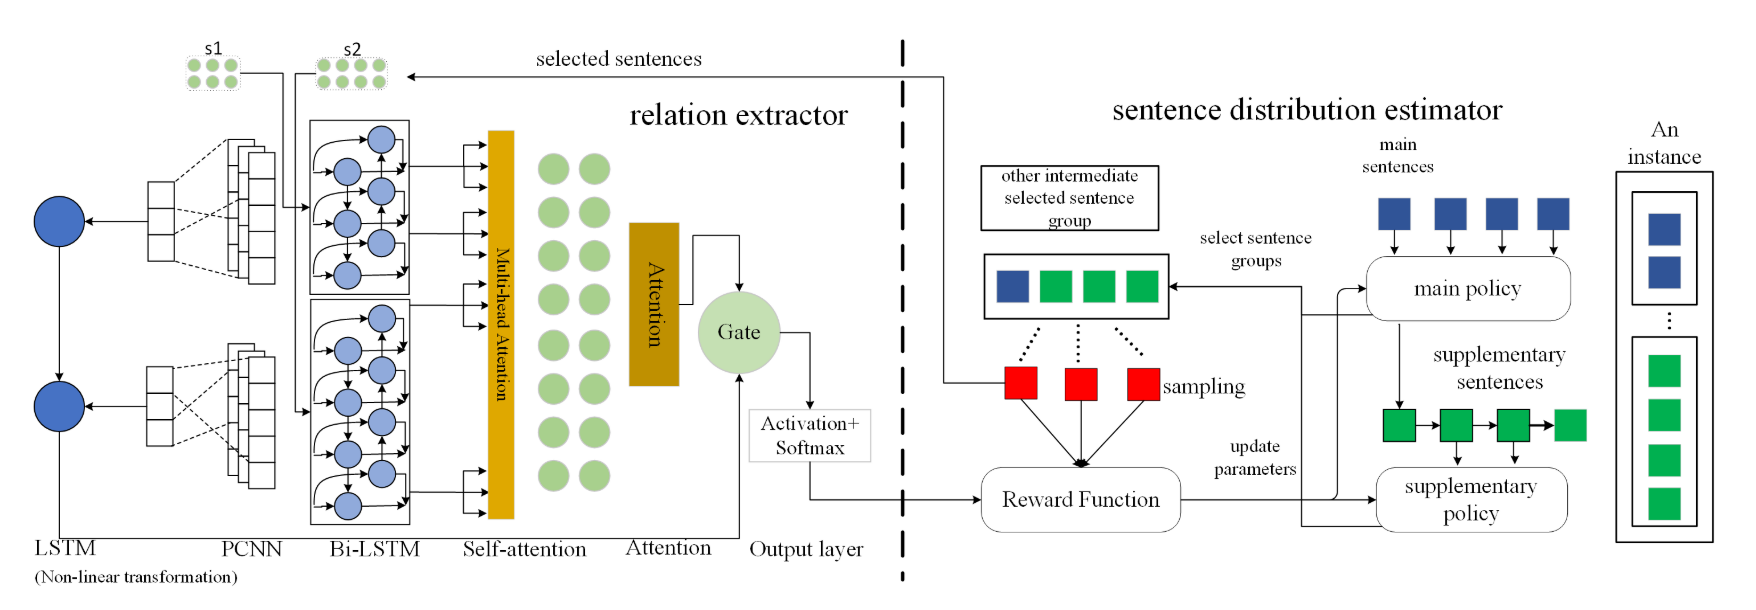 s1
s2
selected sentences
relation extractor
sentence distribution estimator
An
instance
main
sentences
other intermediate
selected sentence
group
select sentence
groups
main policy
Multi-head Attention
Attention
Gate
supplementary
sentences
sampling
Activation+
Softmax
update
parameters
Reward Function
supplementary
policy
LSTM
(Non-linear transformation)
PCNN
Bi-LSTM
Self-attention
Attention
Output layer